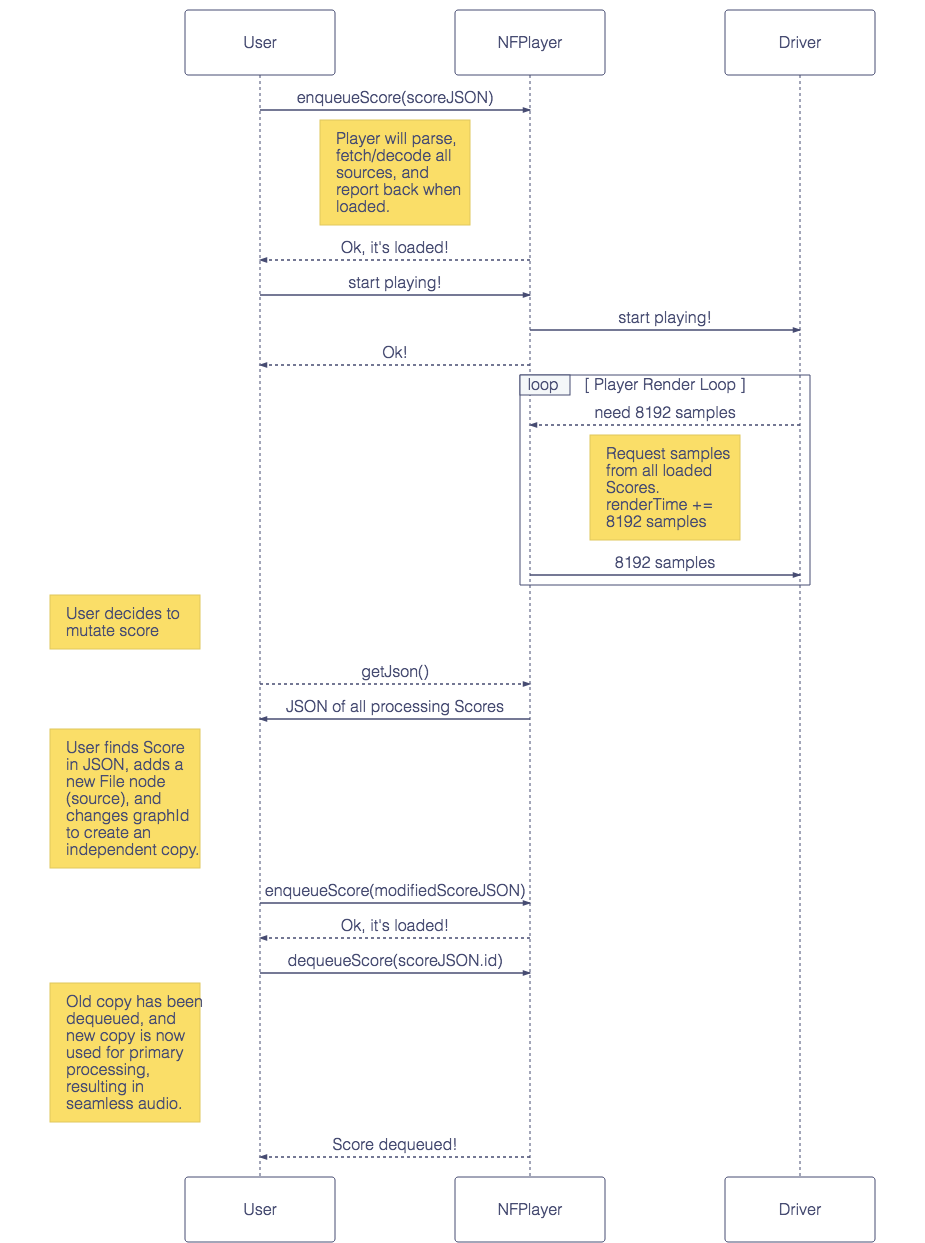 User
NFPlayer
Driver
enqueueScore(scoreJSON)
Player will parse,
fetch/decode all
sources, and
report back when
loaded.
Ok, it's loaded!
start playing!
start playing!
Ok!
loop
[ Player Render Loop ]
need 8192 samples
Request samples
from all loaded
Scores.
renderTime +=
8192 samples
8192 samples
User decides to
mutate score
getJson()
JSON of all processing Scores
User finds Score
in JSON, adds a
new File node
(source), and
changes graphId
to create an
independent copy.
enqueueScore(modifiedScoreJSON)
Ok, it's loaded!
dequeueScore(scoreJSON.id)
Old copy has been
dequeued, and
new copy is now
used for primary
processing,
resulting in
seamless audio.
Score dequeued!
User
NFPlayer
Driver